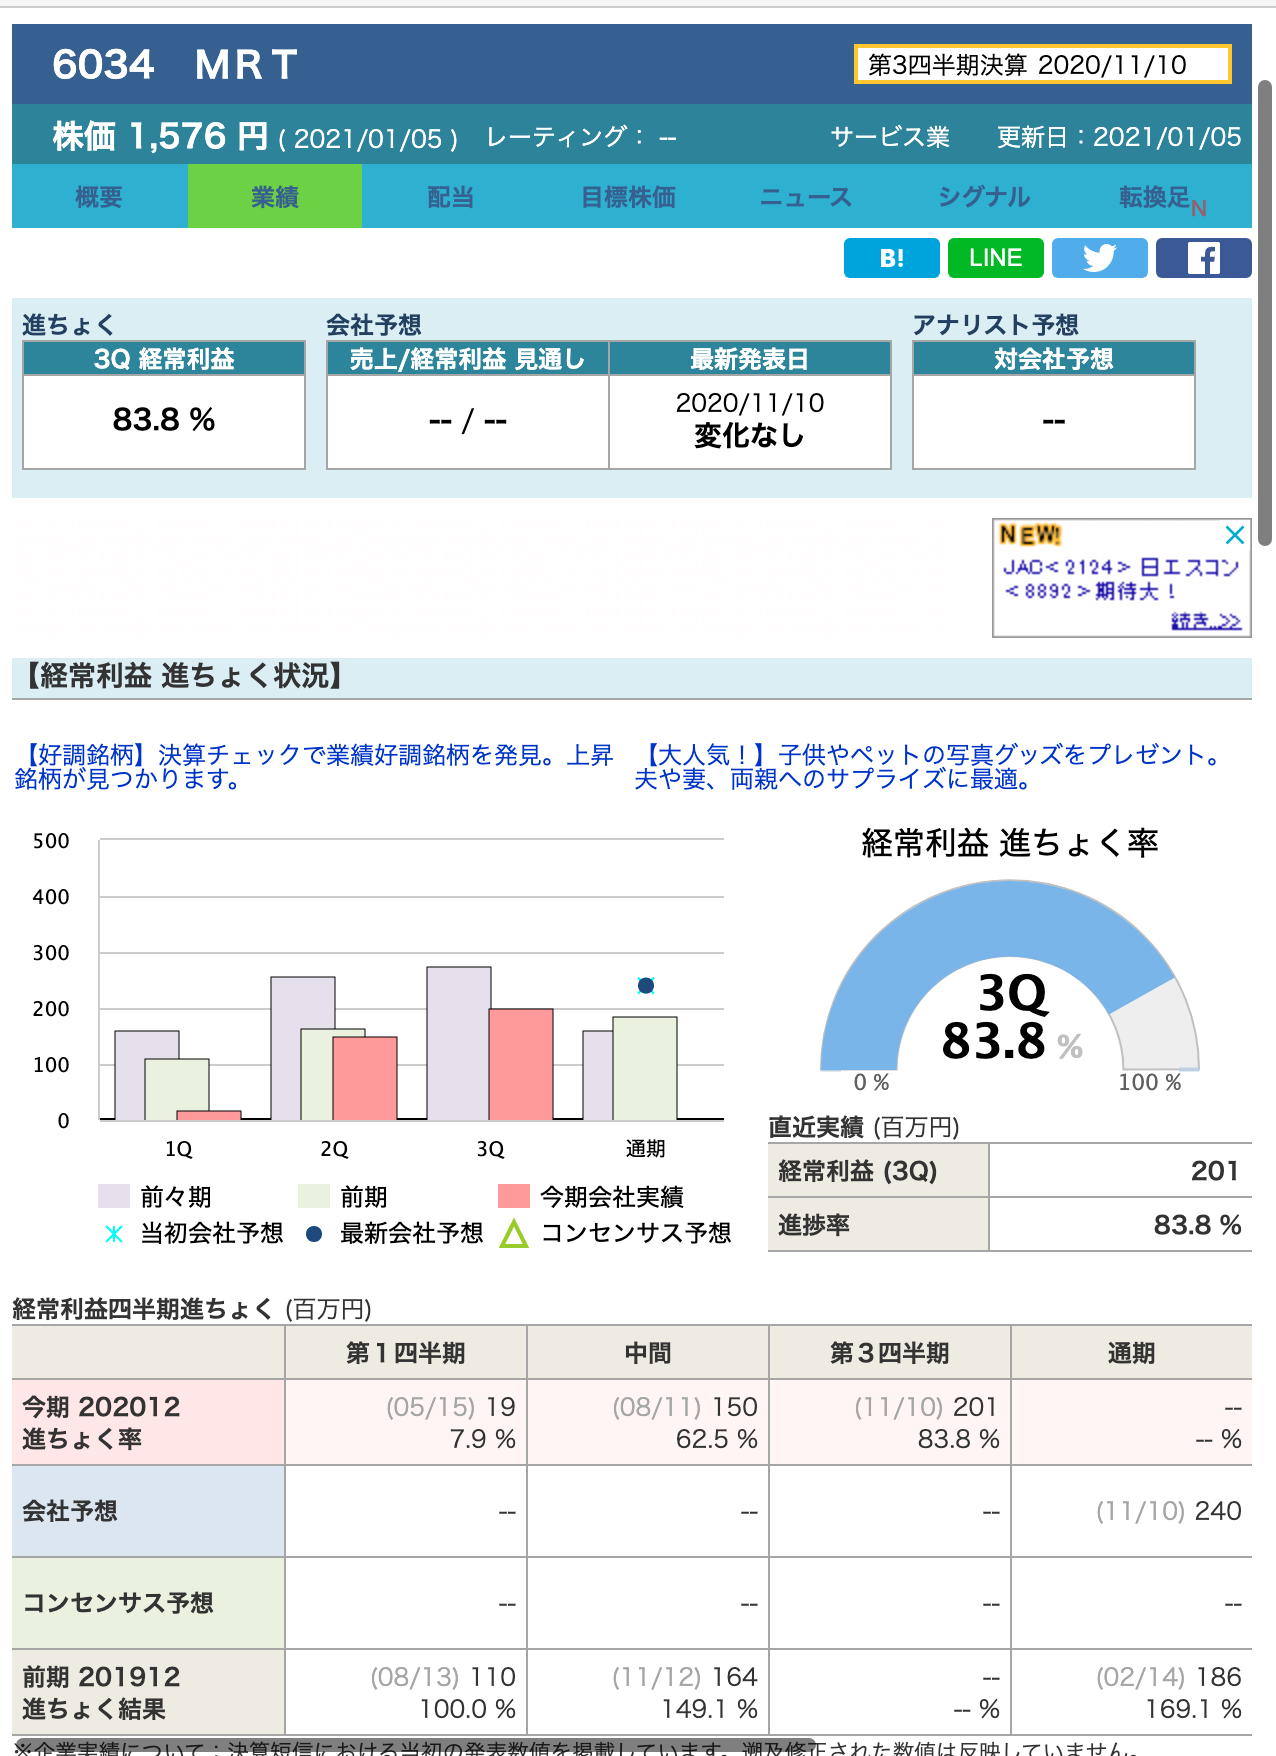 6034 MRT
第3四半期決算 2020/11/10
株価 1,576 円 ( 2021/01/05 ) レーティング： -- サービス業 更新日：2021/01/05
概要 業績 配当 目標株価 ニュース シグナル 転換足 N
B! LINE
進ちょく 会社予想 アナリスト予想
3Q 経常利益 売上/経常利益 見通し 最新発表日 対会社予想
83.8 % -- / -- 2020/11/10 --
変化なし
NEW!
JAC<2124> 日エスコン
<8892>期待大！
続き..>>
【経常利益 進ちょく状況】
【好調銘柄】決算チェックで業績好調銘柄を発見。上昇
銘柄が見つかります。
【大人気！】子供やペットの写真グッズをプレゼント。
夫や妻、両親へのサプライズに最適。
500
400
300
200
100
0
1Q 2Q 3Q 通期
前々期 前期 今期会社実績
当初会社予想 最新会社予想 コンセンサス予想
経常利益 進ちょく率
3Q
83.8 %
0 % 100 %
直近実績 (百万円)
経常利益 (3Q) 201
進捗率 83.8 %
経常利益四半期進ちょく (百万円)
第１四半期 中間 第３四半期 通期
今期 202012 (05/15) 19 (08/11) 150 (11/10) 201 --
進ちょく率 7.9 % 62.5 % 83.8 % -- %
会社予想 -- -- -- (11/10) 240
コンセンサス予想 -- -- -- --
前期 201912 (08/13) 110 (11/12) 164 -- (02/14) 186
進ちょく結果 100.0 % 149.1 % -- % 169.1 %
※企業実績について：決算短信における当初の発表数値を掲載しています。遡及修正された数値は反映していません。